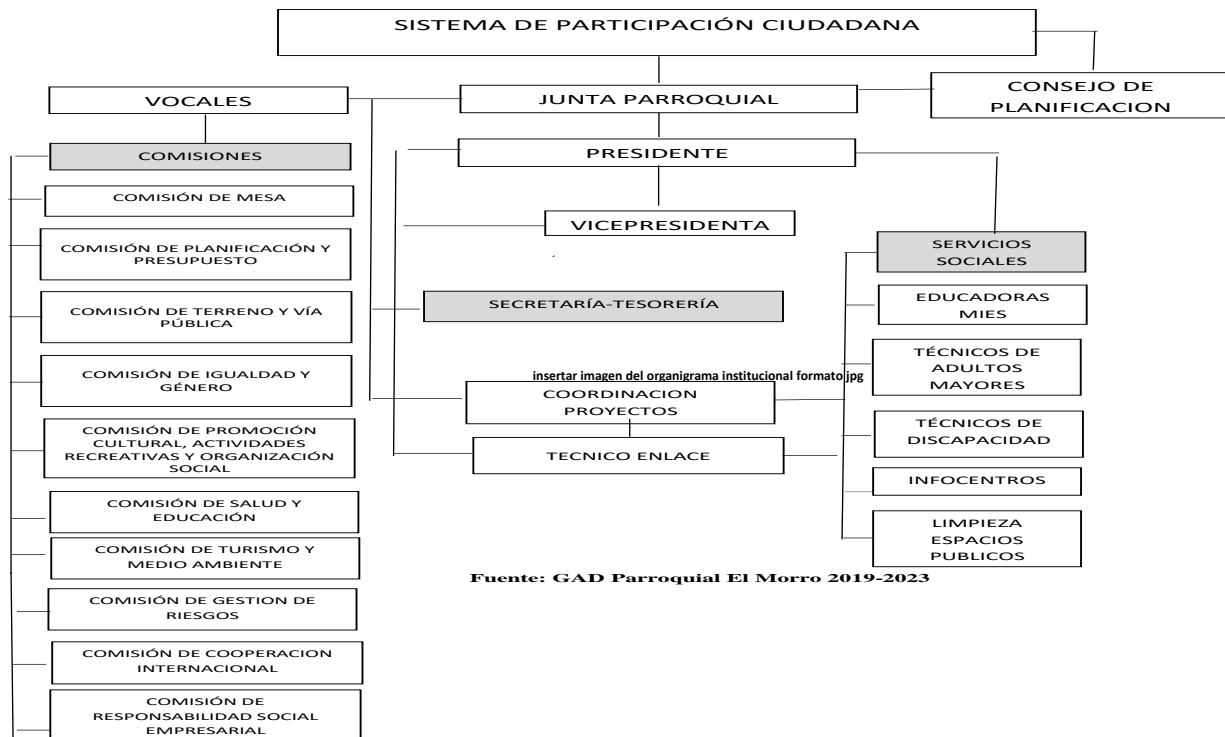 SISTEMA DE PARTICIPACIÓN CIUDADANA
VOCALES
JUNTA PARROQUIAL
CONSEJO DE
PLANIFICACION
COMISIONES
PRESIDENTE
COMISIÓN DE MESA
VICEPRESIDENTA
COMISIÓN DE PLANIFICACIÓN Y
PRESUPUESTO
SERVICIOS
SOCIALES
SECRETARÍA-TESORERÍA
EDUCADORAS
MIES
COMISIÓN DE TERRENO Y VÍA
PÚBLICA
TÉCNICOS DE
ADULTOS
MAYORES
COMISIÓN DE IGUALDAD Y
GÉNERO
insertar imagen del organigrama institucional formato jpg
COORDINACION
PROYECTOS
COMISIÓN DE PROMOCIÓN
CULTURAL, ACTIVIDADES
RECREATIVAS Y ORGANIZACIÓN
SOCIAL
TECNICO ENLACE
TÉCNICOS DE
DISCAPACIDAD
INFOCENTROS
COMISIÓN DE SALUD Y
EDUCACIÓN
LIMPIEZA
ESPACIOS
PUBLICOS
COMISIÓN DE TURISMO Y
MEDIO AMBIENTE
Fuente: GAD Parroquial El Morro 2019-2023
COMISIÓN DE GESTION DE
RIESGOS
COMISIÓN DE COOPERACION
INTERNACIONAL
COMISIÓN DE
RESPONSABILIDAD SOCIAL
EMPRESARIAL